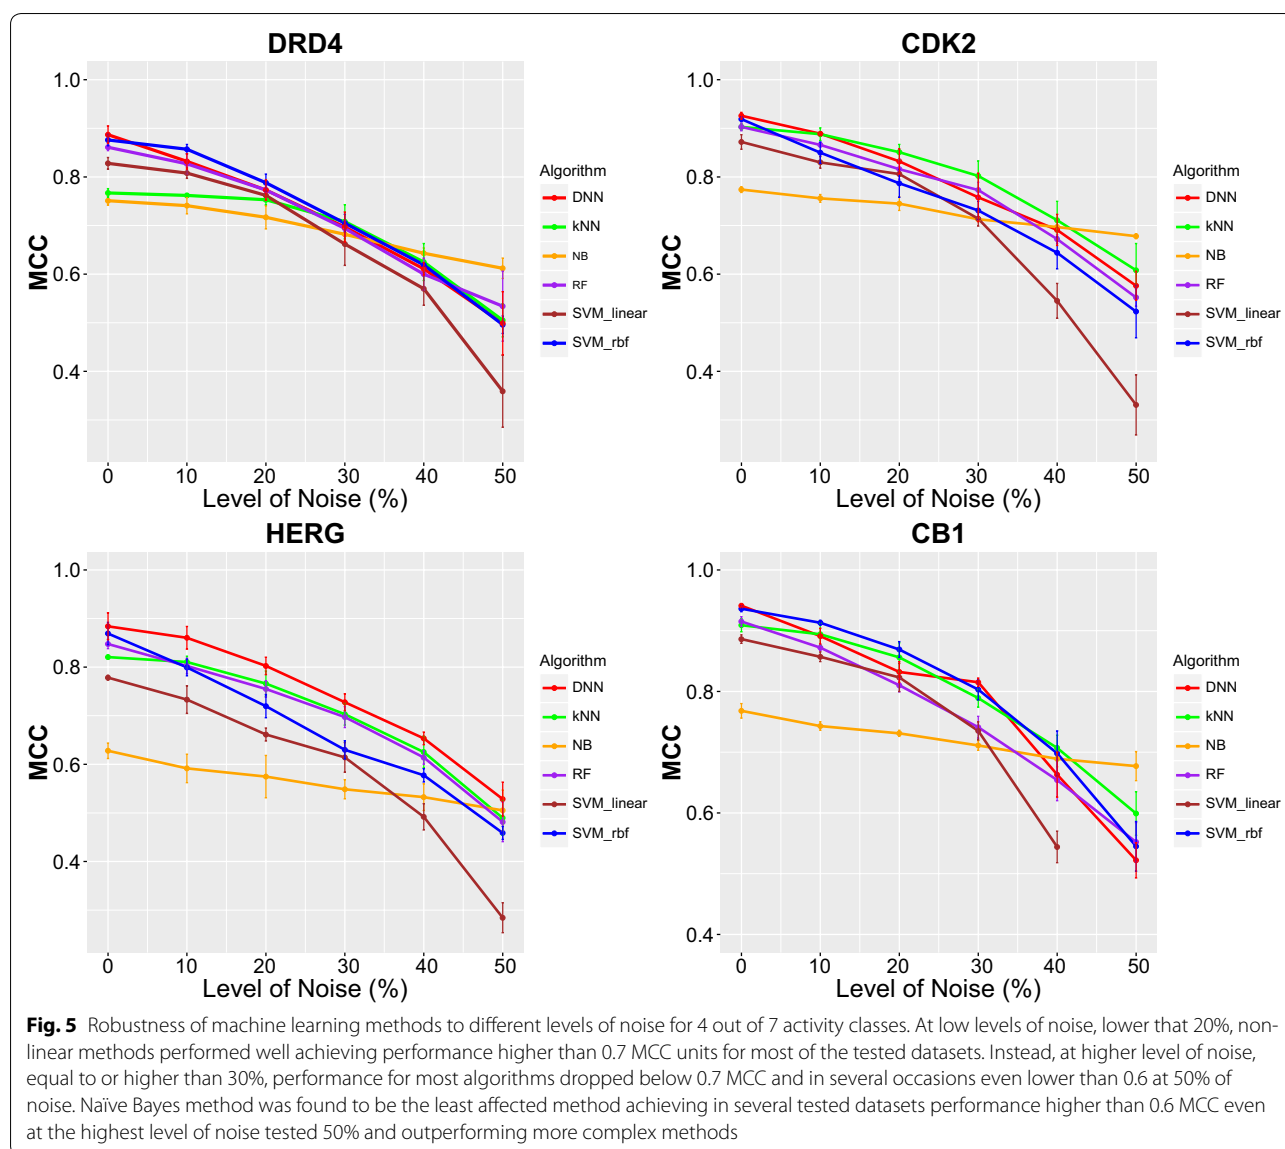 DRD4
1.0
0.8
0.6
0.4
MCC
0
10
20
30
40
50
Level of Noise (%)
Algorithm
DNN
kNN
NB
RF
SVM_linear
SVM_rbf
CDK2
1.0
0.8
0.6
0.4
MCC
0
10
20
30
40
50
Level of Noise (%)
Algorithm
DNN
kNN
NB
RF
SVM_linear
SVM_rbf
HERG
1.0
0.8
0.6
0.4
MCC
0
10
20
30
40
50
Level of Noise (%)
Algorithm
DNN
kNN
NB
RF
SVM_linear
SVM_rbf
CB1
1.0
0.8
0.6
0.4
MCC
0
10
20
30
40
50
Level of Noise (%)
Algorithm
DNN
kNN
NB
RF
SVM_linear
SVM_rbf
Fig. 5 Robustness of machine learning methods to different levels of noise for 4 out of 7 activity classes. At low levels of noise, lower that 20%, non-
linear methods performed well achieving performance higher than 0.7 MCC units for most of the tested datasets. Instead, at higher level of noise,
equal to or higher than 30%, performance for most algorithms dropped below 0.7 MCC and in several occasions even lower than 0.6 at 50% of
noise. Naïve Bayes method was found to be the least affected method achieving in several tested datasets performance higher than 0.6 MCC even
at the highest level of noise tested 50% and outperforming more complex methods